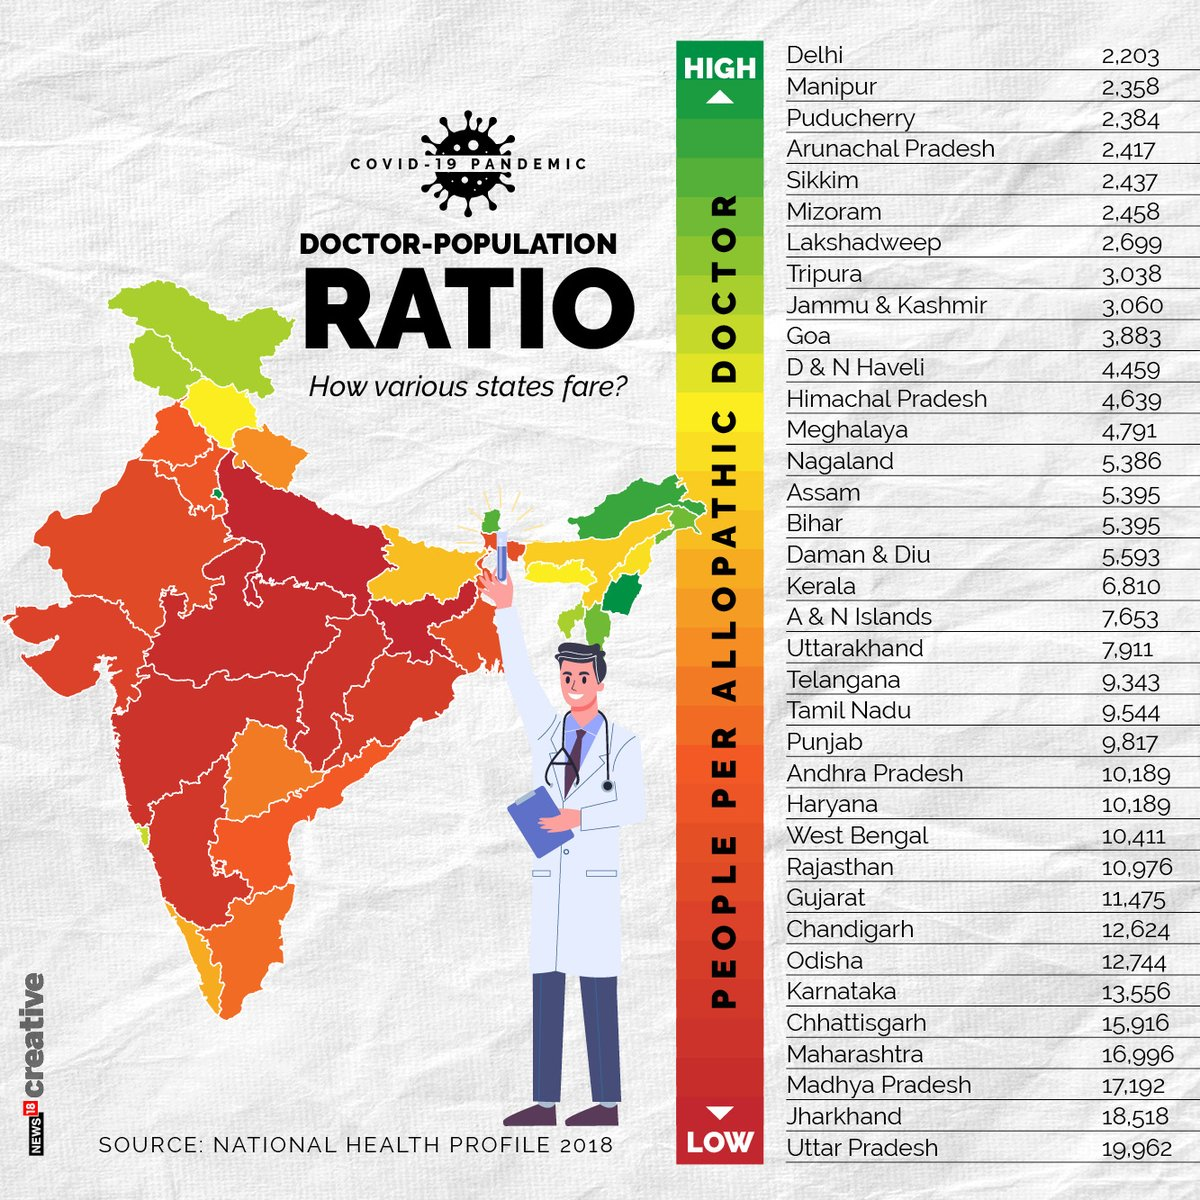 COVID-19 PANDEMIC
DOCTOR-POPULATION
RATIO
How various states fare?
HIGH
PEOPLE PER ALLOPATHIC DOCTOR
LOW
Delhi 2,203
Manipur 2,358
Puducherry 2,384
Arunachal Pradesh 2,417
Sikkim 2,437
Mizoram 2,458
Lakshadweep 2,699
Tripura 3,038
Jammu & Kashmir 3,060
Goa 3,883
D & N Haveli 4,459
Himachal Pradesh 4,639
Meghalaya 4,791
Nagaland 5,386
Assam 5,395
Bihar 5,395
Daman & Diu 5,593
Kerala 6,810
A & N Islands 7,653
Uttarakhand 7,911
Telangana 9,343
Tamil Nadu 9,544
Punjab 9,817
Andhra Pradesh 10,189
Haryana 10,189
West Bengal 10,411
Rajasthan 10,976
Gujarat 11,475
Chandigarh 12,624
Odisha 12,744
Karnataka 13,556
Chhattisgarh 15,916
Maharashtra 16,996
Madhya Pradesh 17,192
Jharkhand 18,518
Uttar Pradesh 19,962
NEWS18 creative
SOURCE: NATIONAL HEALTH PROFILE 2018